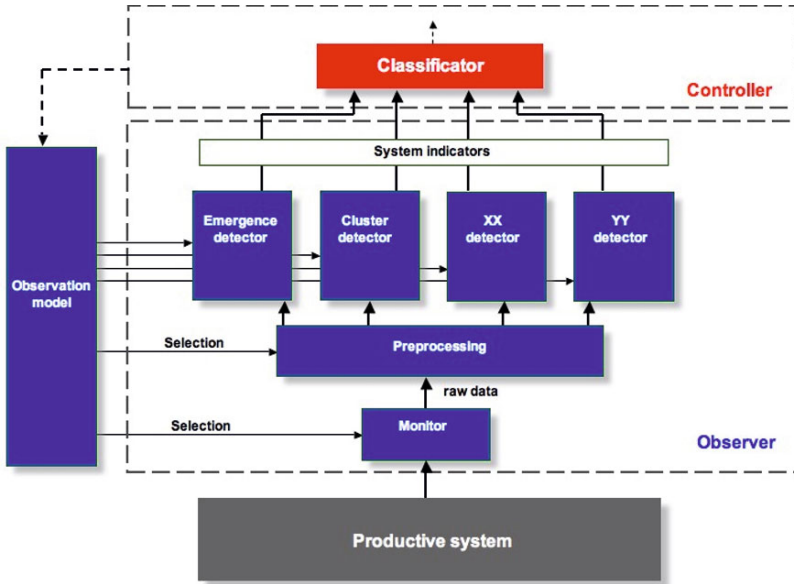 Classificator
Controller
System indicators
Emergence
detector
Cluster
detector
XX
detector
YY
detector
Observation
model
Selection
Preprocessing
raw data
Selection
Monitor
Observer
Productive system